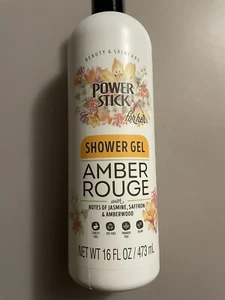 BEAUTY & SKINCARE
POWER
STICK
for her
SHOWER GEL
AMBER
ROUGE
with
NOTES OF JASMINE, SAFFRON
& AMBERWOOD
NET WT 16 FL OZ / 473 mL